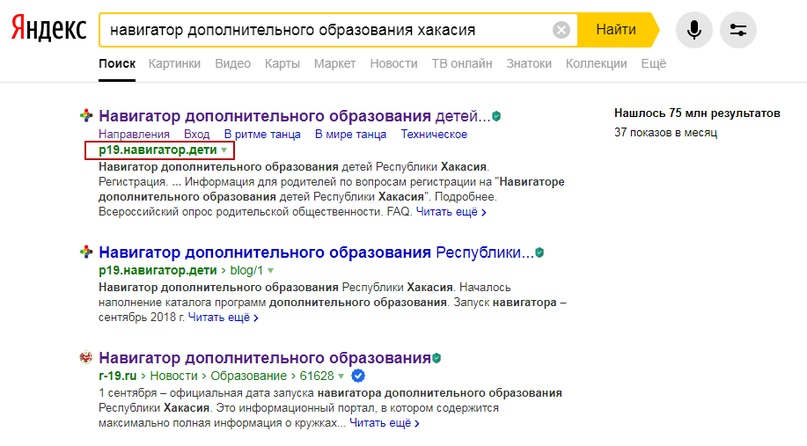 Яндекс
навигатор дополнительного образования хакасия
Найти
Поиск Картинки Видео Карты Маркет Новости ТВ онлайн Знатоки Коллекции Ещё
Навигатор дополнительного образования детей...
Направления Вход В ритме танца В мире танца Техническое
р19.навигатор.дети
Навигатор дополнительного образования детей Республики Хакасия.
Регистрация. ... Информация для родителей по вопросам регистрации на "Навигаторе
дополнительного образования детей Республики Хакасия". Подробнее.
Всероссийский опрос родительской общественности. FAQ. Читать ещё >
Нашлось 75 млн результатов
37 показов в месяц
Навигатор дополнительного образования Республики...
р19.навигатор.дети > blog/1
Навигатор дополнительного образования Республики Хакасия. Началось
наполнение каталога программ дополнительного образования. Запуск навигатора –
сентябрь 2018 г. Читать ещё >
Навигатор дополнительного образования
r-19.ru > Новости > Образование > 61628
1 сентября – официальная дата запуска навигатора дополнительного образования
Республики Хакасия. Это информационный портал, в котором содержится
максимально полная информация о кружках... Читать ещё >